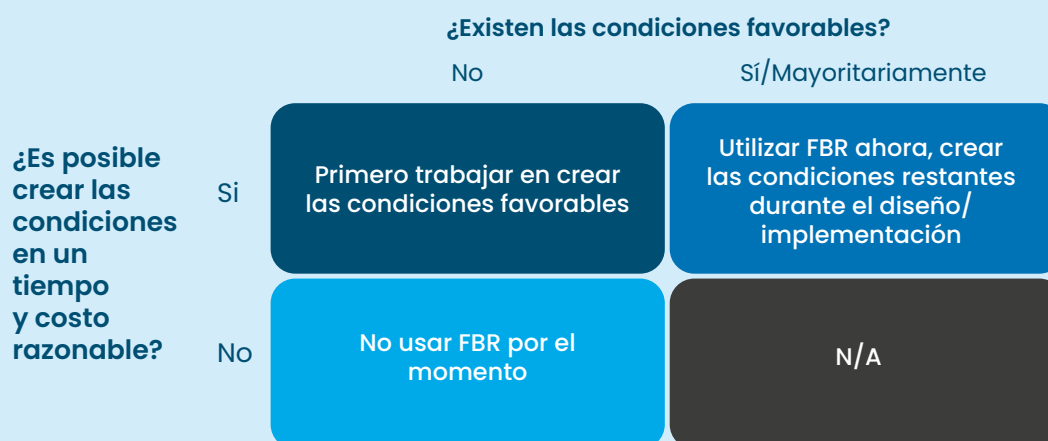 ¿Existen las condiciones favorables?
No
Sí/Mayoritariamente
¿Es posible
crear las
condiciones
en un
tiempo
y costo
razonable?
Si
Primero trabajar en crear
las condiciones favorables
Utilizar FBR ahora, crear
las condiciones restantes
durante el diseño/
implementación
No
No usar FBR por el
momento
N/A